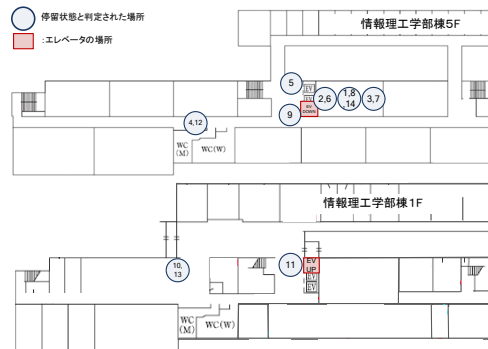 停留状態と判定された場所
:エレベータの場所
情報理工学部棟5F
5
EV
EV
2,6
1,8
,14
3,7
EV
DOWN
9
4,12
WC
(M)
WC(W)
情報理工学部棟1F
10,
13
11
EV
UP
EV
EV
WC
(M)
WC(W)